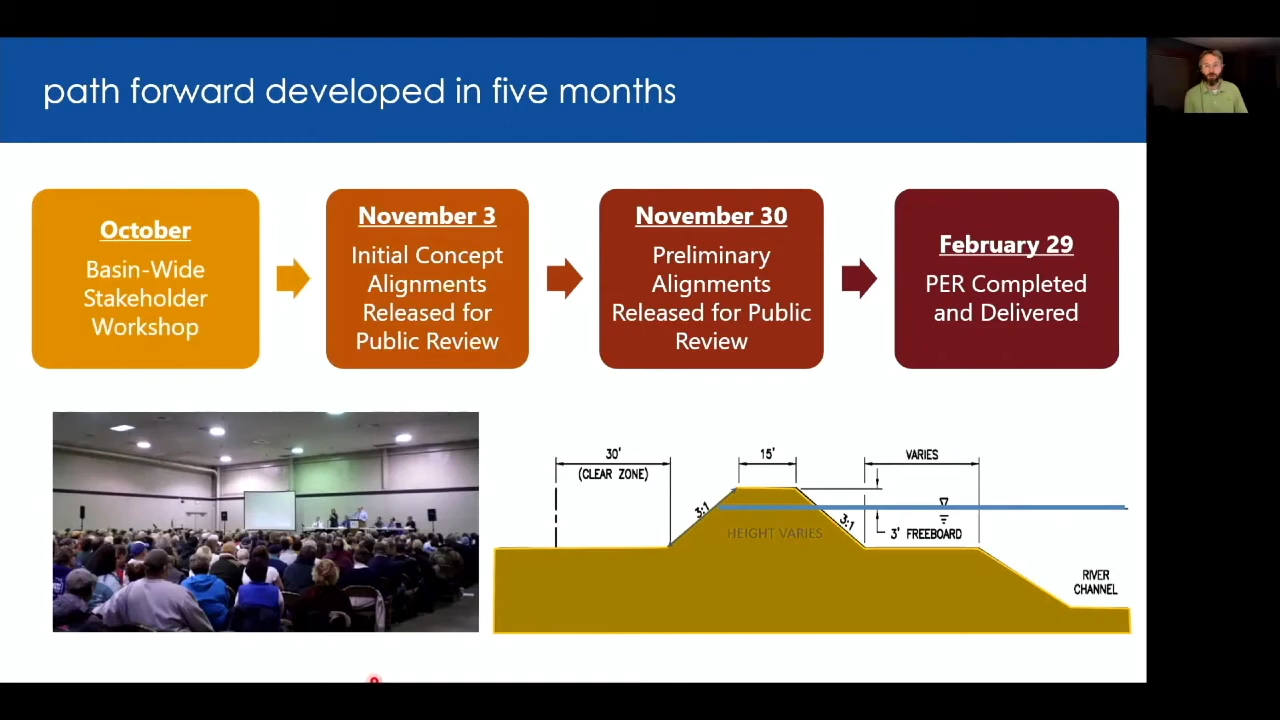 path forward developed in five months
October
Basin-Wide
Stakeholder
Workshop
November 3
Initial Concept
Alignments
Released for
Public Review
November 30
Preliminary
Alignments
Released for Public
Review
February 29
PER Completed
and Delivered
30'
(CLEAR ZONE)
15'
VARIES
3:1
HEIGHT VARIES
3:1
3' FREEBOARD
RIVER
CHANNEL